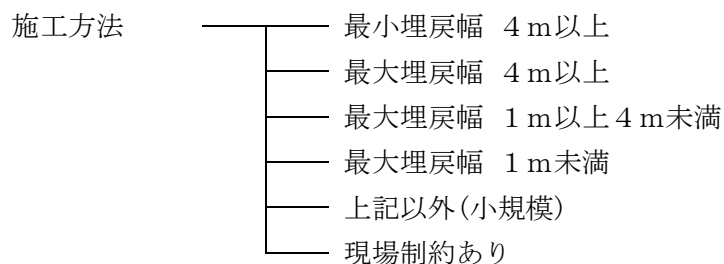 施工方法
最小埋戻幅 ４ｍ以上
最大埋戻幅 ４ｍ以上
最大埋戻幅 １ｍ以上４ｍ未満
最大埋戻幅 １ｍ未満
上記以外(小規模)
現場制約あり